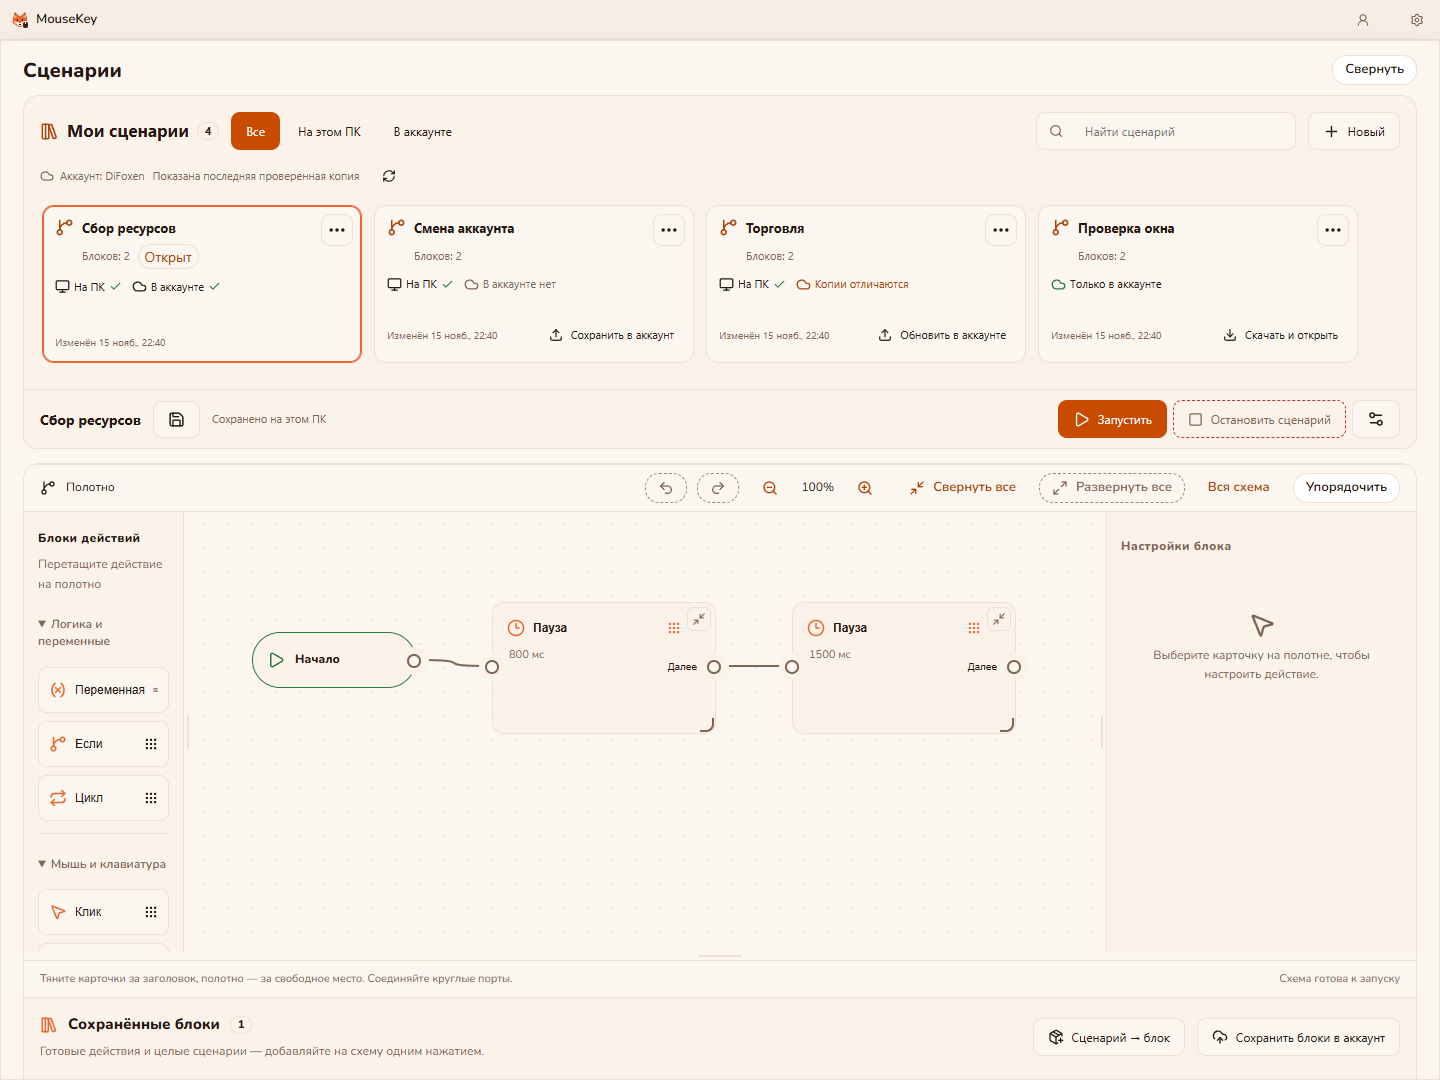 MouseKey
Сценарии
Свернуть
Мои сценарии 4 Все На этом ПК В аккаунте
Найти сценарий
Новый
Аккаунт: DiFoxen Показана последняя проверенная копия
Сбор ресурсов
Блоков: 2 Открыт
На ПК В аккаунте
Изменён 15 нояб., 22:40
Смена аккаунта
Блоков: 2
На ПК В аккаунте нет
Изменён 15 нояб., 22:40 Сохранить в аккаунт
Торговля
Блоков: 2
На ПК Копии отличаются
Изменён 15 нояб., 22:40 Обновить в аккаунте
Проверка окна
Блоков: 2
Только в аккаунте
Изменён 15 нояб., 22:40 Скачать и открыть
Сбор ресурсов Сохранено на этом ПК Запустить Остановить сценарий
Полотно 100% Свернуть все Развернуть все Вся схема Упорядочить
Блоки действий
Перетащите действие
на полотно
Логика и
переменные
Переменная
Если
Цикл
Мышь и клавиатура
Клик
Начало
Пауза
800 мс
Далее
Пауза
1500 мс
Далее
Настройки блока
Выберите карточку на полотне, чтобы
настроить действие.
Тяните карточки за заголовок, полотно — за свободное место. Соединяйте круглые порты.
Схема готова к запуску
Сохранённые блоки 1
Готовые действия и целые сценарии — добавляйте на схему одним нажатием.
Сценарий → блок
Сохранить блоки в аккаунт